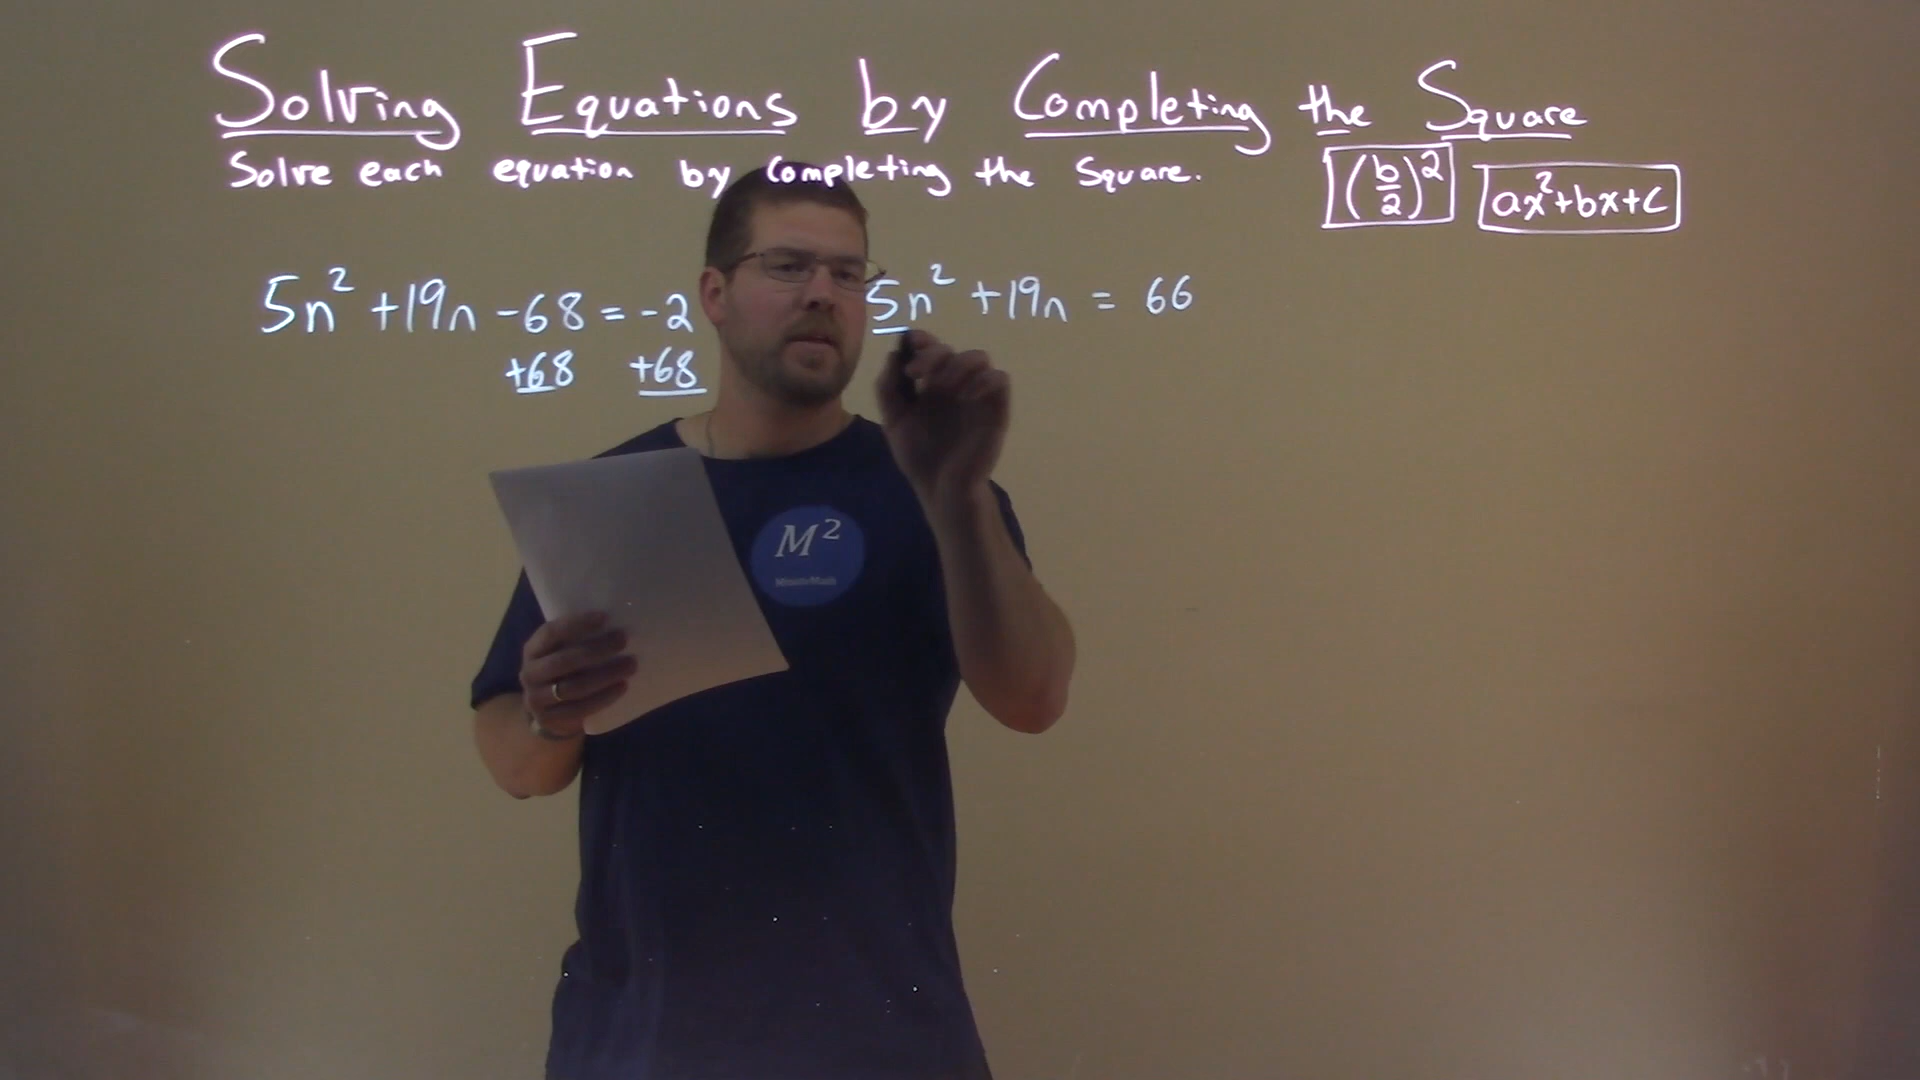 Solving Equations by Completing the Square
Solve each equation by Completing the Square.
(b/2)² ax²+bx+c
5n² +19n -68 = -2
+68 +68
5n² +19n = 66
M²
MinuteMath